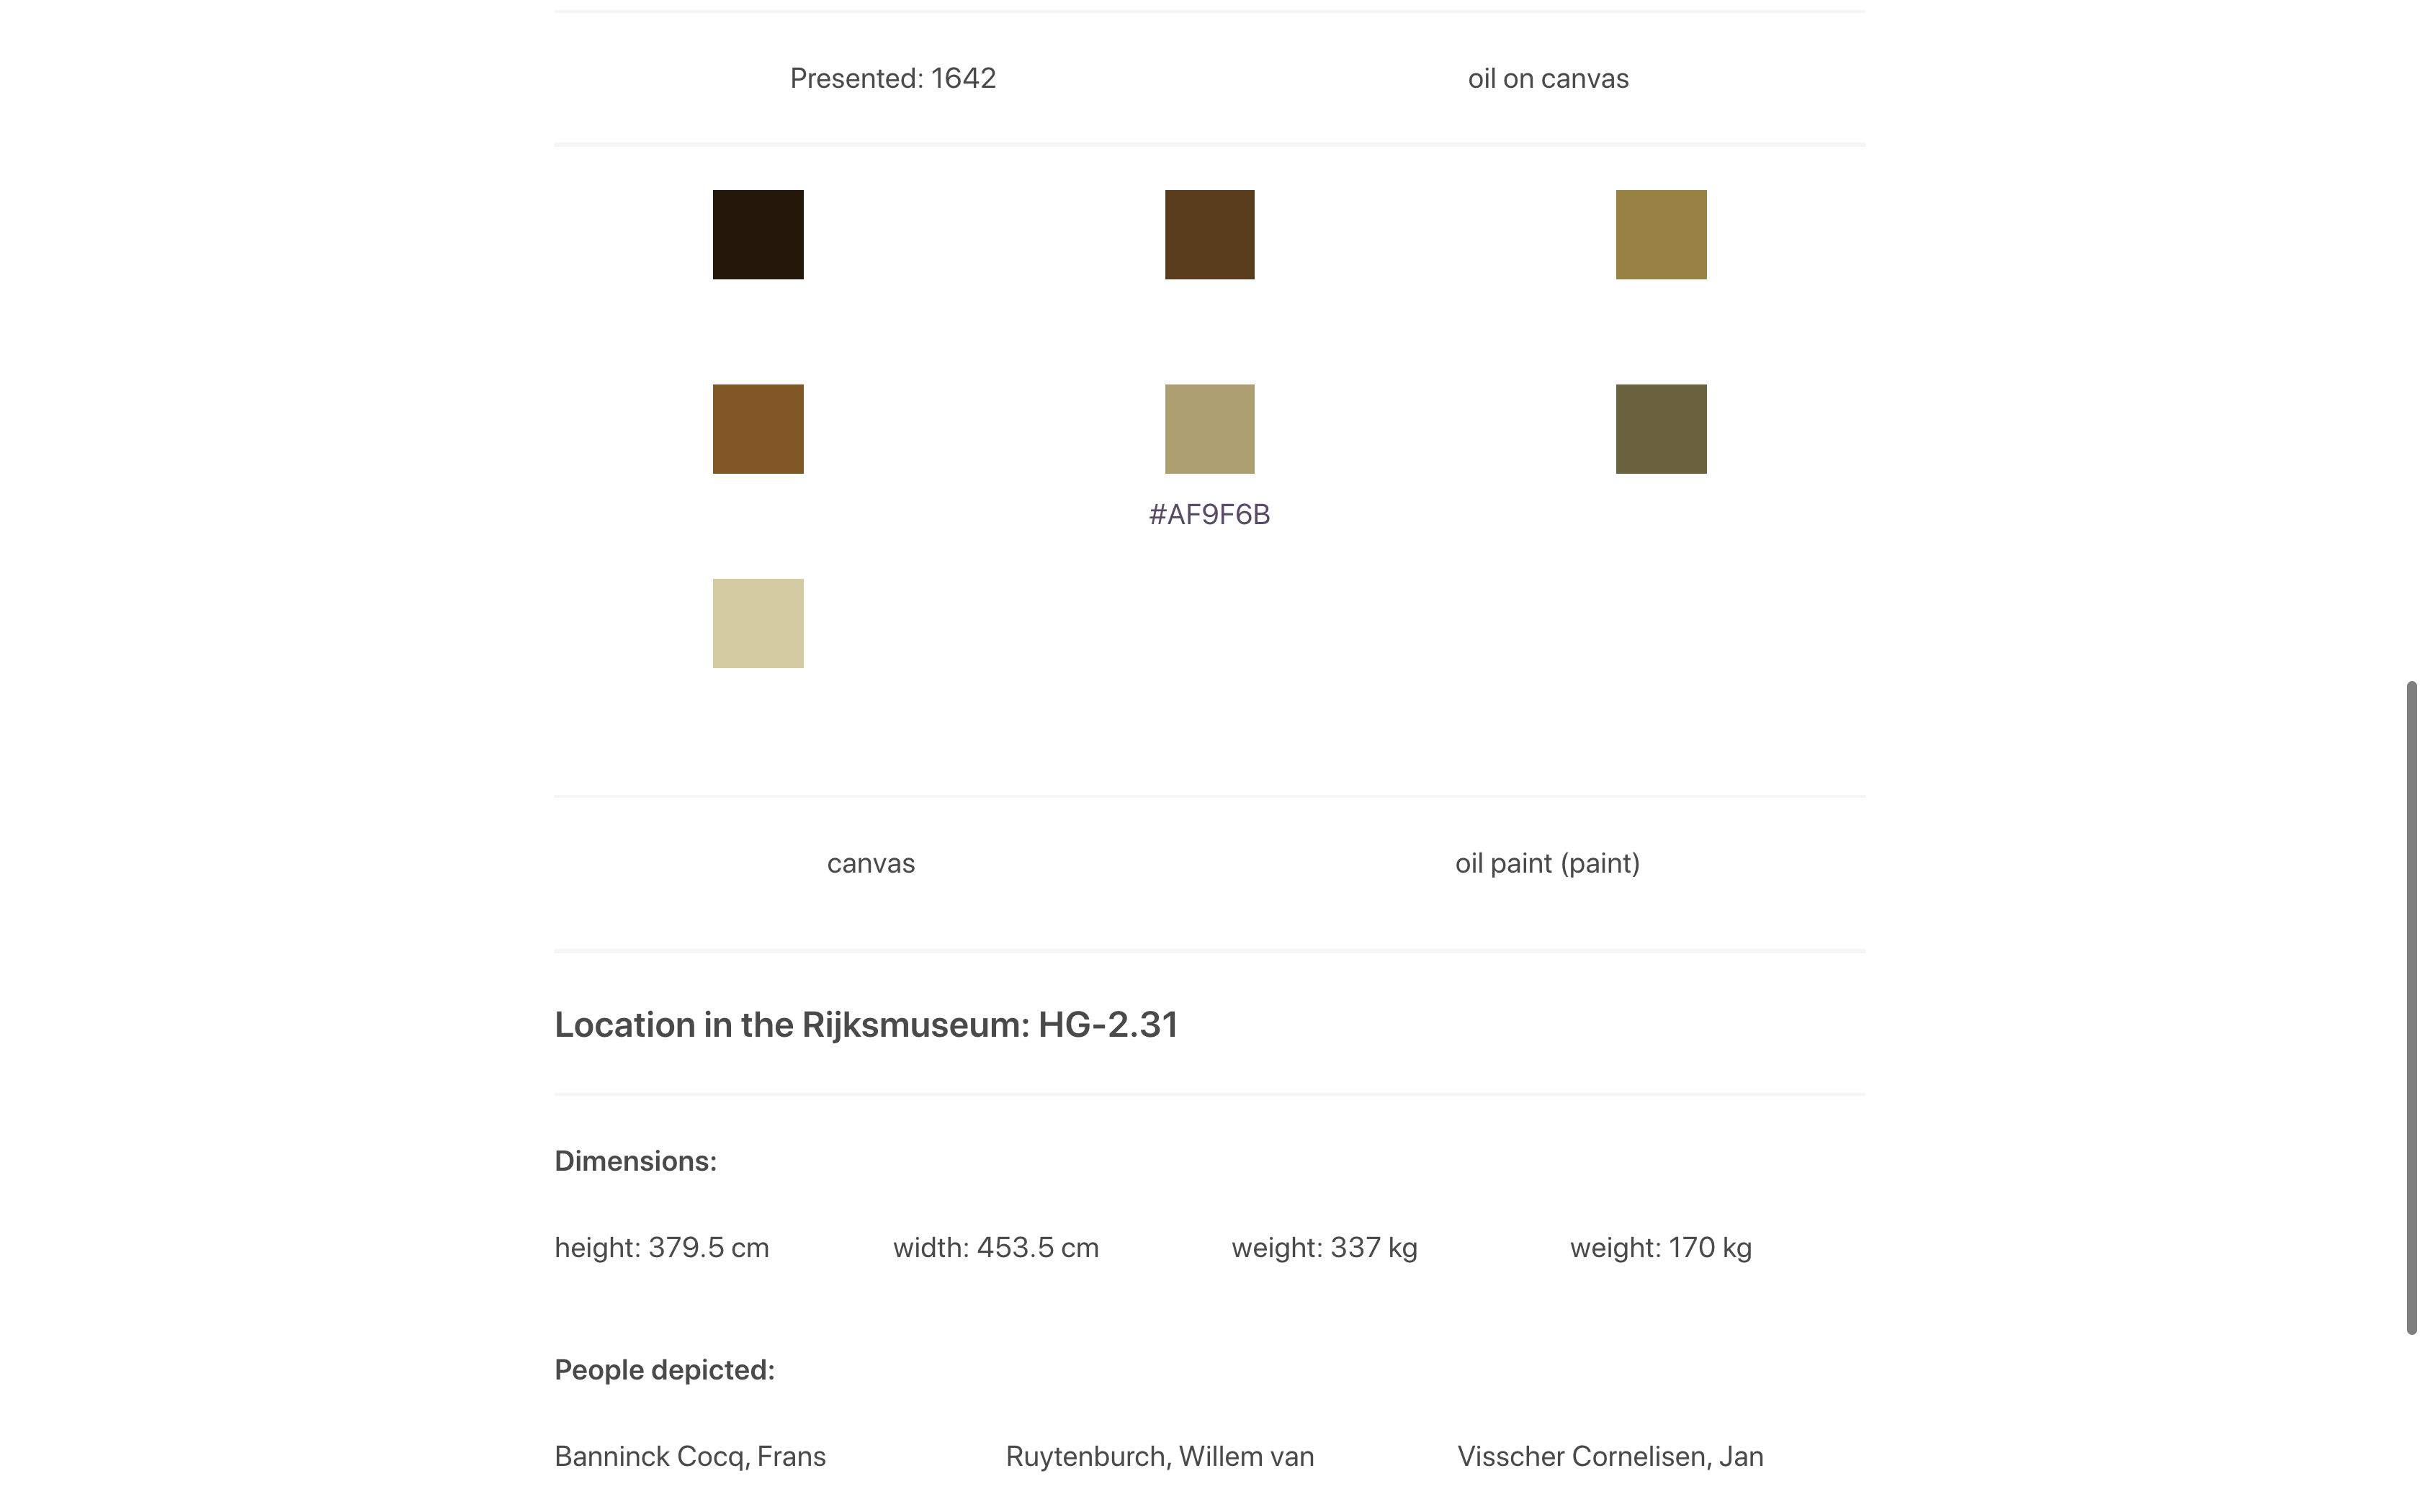 Presented: 1642 oil on canvas
#AF9F6B
canvas oil paint (paint)
Location in the Rijksmuseum: HG-2.31
Dimensions:
height: 379.5 cm width: 453.5 cm weight: 337 kg weight: 170 kg
People depicted:
Banninck Cocq, Frans Ruytenburch, Willem van Visscher Cornelisen, Jan